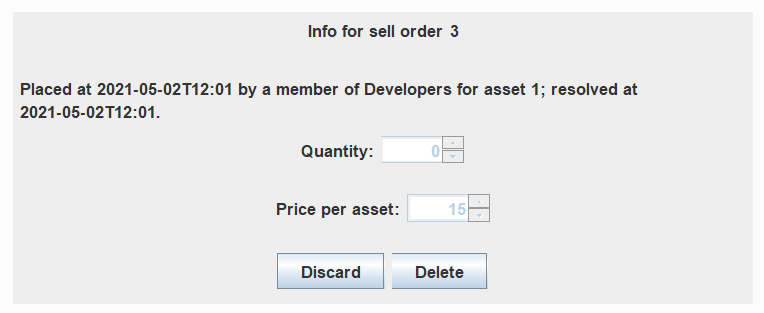 Info for sell order 3
Placed at 2021-05-02T12:01 by a member of Developers for asset 1; resolved at
2021-05-02T12:01.
Quantity: 0
Price per asset: 15
Discard Delete